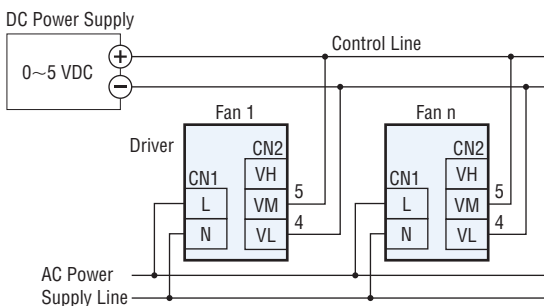 DC Power Supply
0~5 VDC
+
−
Control Line
Fan 1
Driver
CN1
CN2
VH
L
VM
5
N
VL
4
Fan n
CN1
CN2
VH
L
VM
5
N
VL
4
AC Power
Supply Line